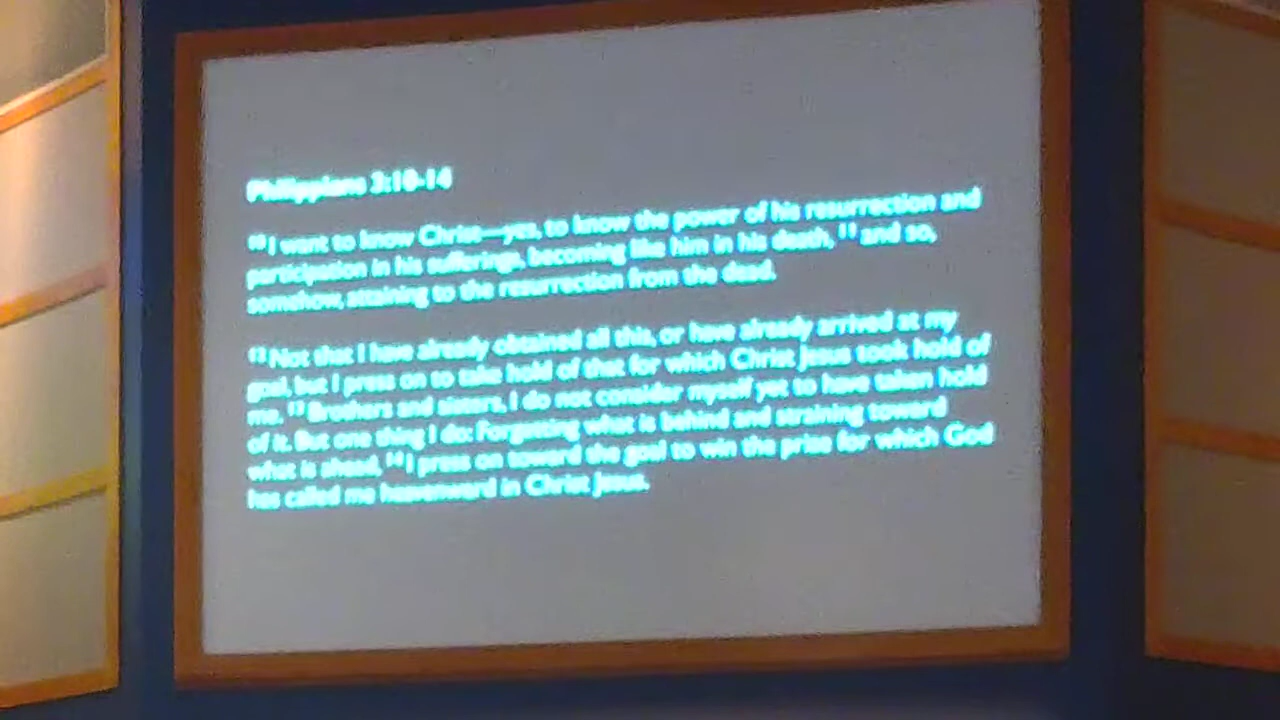 Philippians 3:10-14
10 I want to know Christ—yes, to know the power of his resurrection and
participation in his sufferings, becoming like him in his death, 11 and so,
somehow, attaining to the resurrection from the dead.
12 Not that I have already obtained all this, or have already arrived at my
goal, but I press on to take hold of that for which Christ Jesus took hold of
me. 13 Brothers and sisters, I do not consider myself yet to have taken hold
of it. But one thing I do: Forgetting what is behind and straining toward
what is ahead, 14 I press on toward the goal to win the prize for which God
has called me heavenward in Christ Jesus.